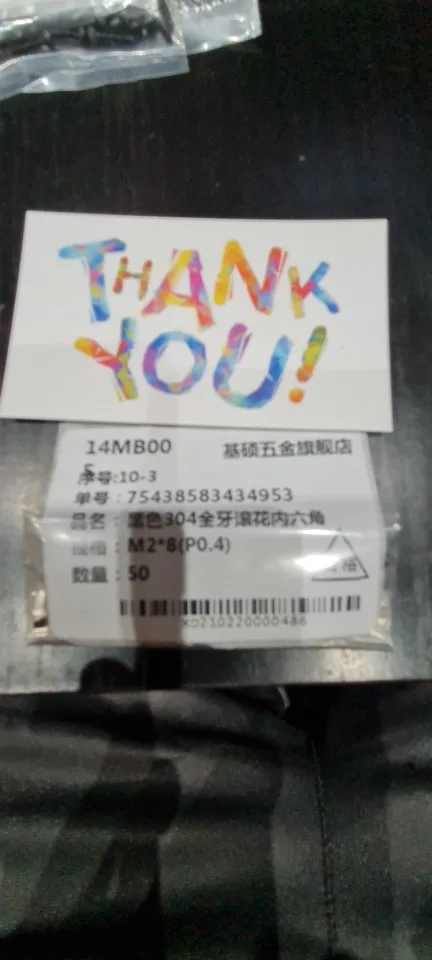 THANK
YOU!
14MB00 基硕五金旗舰店
5
序号:10-3
单号:75438583434953
品名:黑色304全牙滚花内六角
规格:M2*8(P0.4)
数量:50
XD210220000486